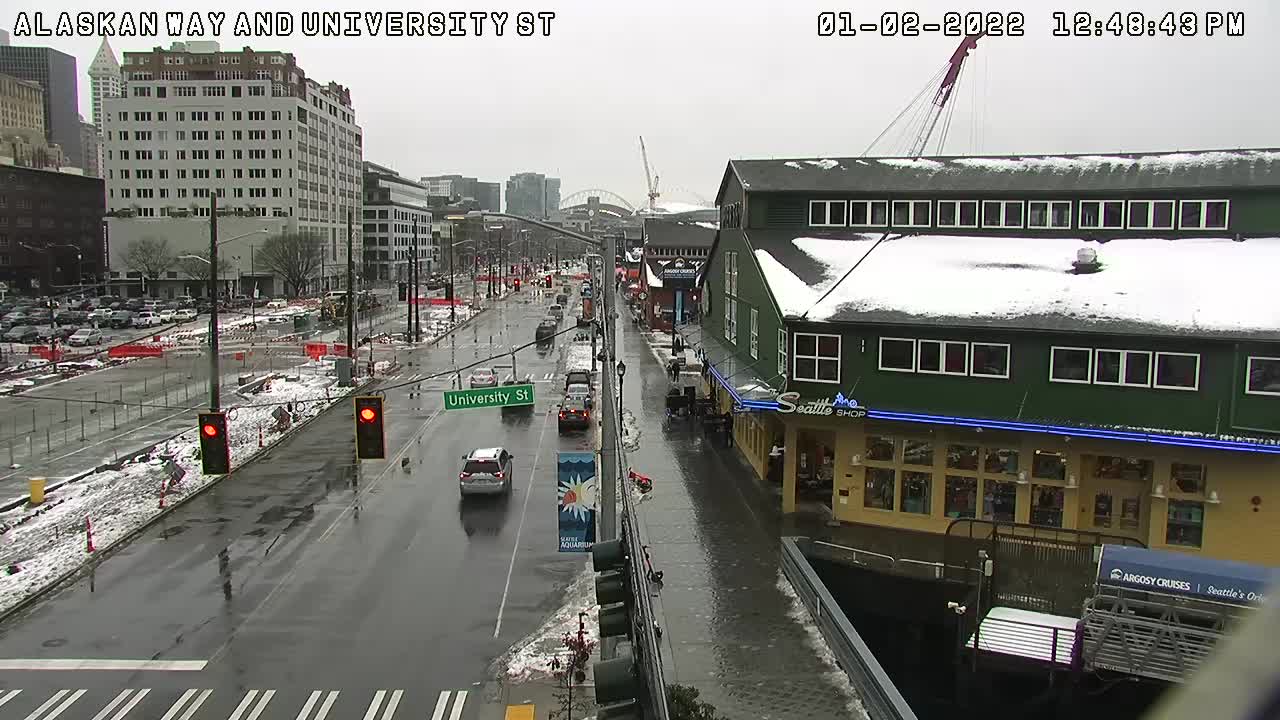 ALASKAN WAY AND UNIVERSITY ST
01-02-2022 12:48:43 PM
ARGOSY CRUISES
University St
Seattle
SHOP
SEATTLE
AQUARIUM
ARGOSY CRUISES
Seattle's Ori